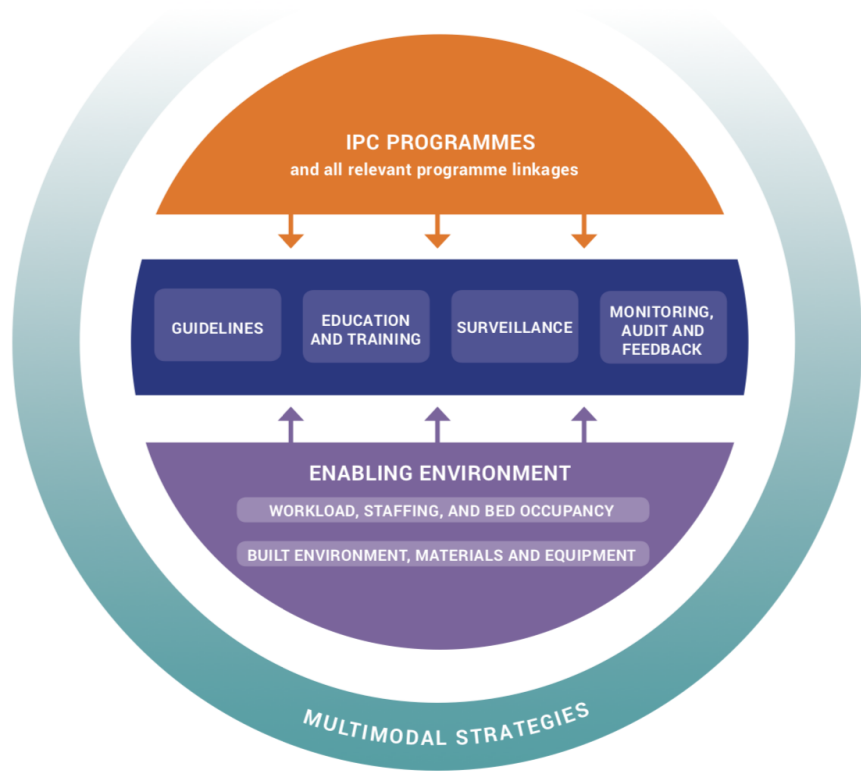 IPC PROGRAMMES
and all relevant programme linkages
GUIDELINES
EDUCATION
AND TRAINING
SURVEILLANCE
MONITORING,
AUDIT AND
FEEDBACK
ENABLING ENVIRONMENT
WORKLOAD, STAFFING, AND BED OCCUPANCY
BUILT ENVIRONMENT, MATERIALS AND EQUIPMENT
MULTIMODAL STRATEGIES